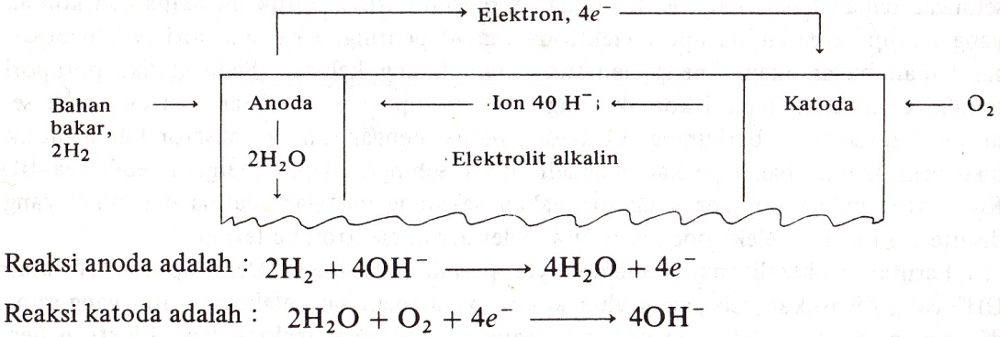 Elektron, 4e⁻
Bahan bakar, 2H2
Anoda
Ion 40 H⁻ ;
Katoda
O₂
2H₂O
Elektrolit alkalin
Reaksi anoda adalah : 2H₂ + 4OH⁻ → 4H₂O + 4e⁻
Reaksi katoda adalah : 2H₂O + O₂ + 4e⁻ → 4OH⁻